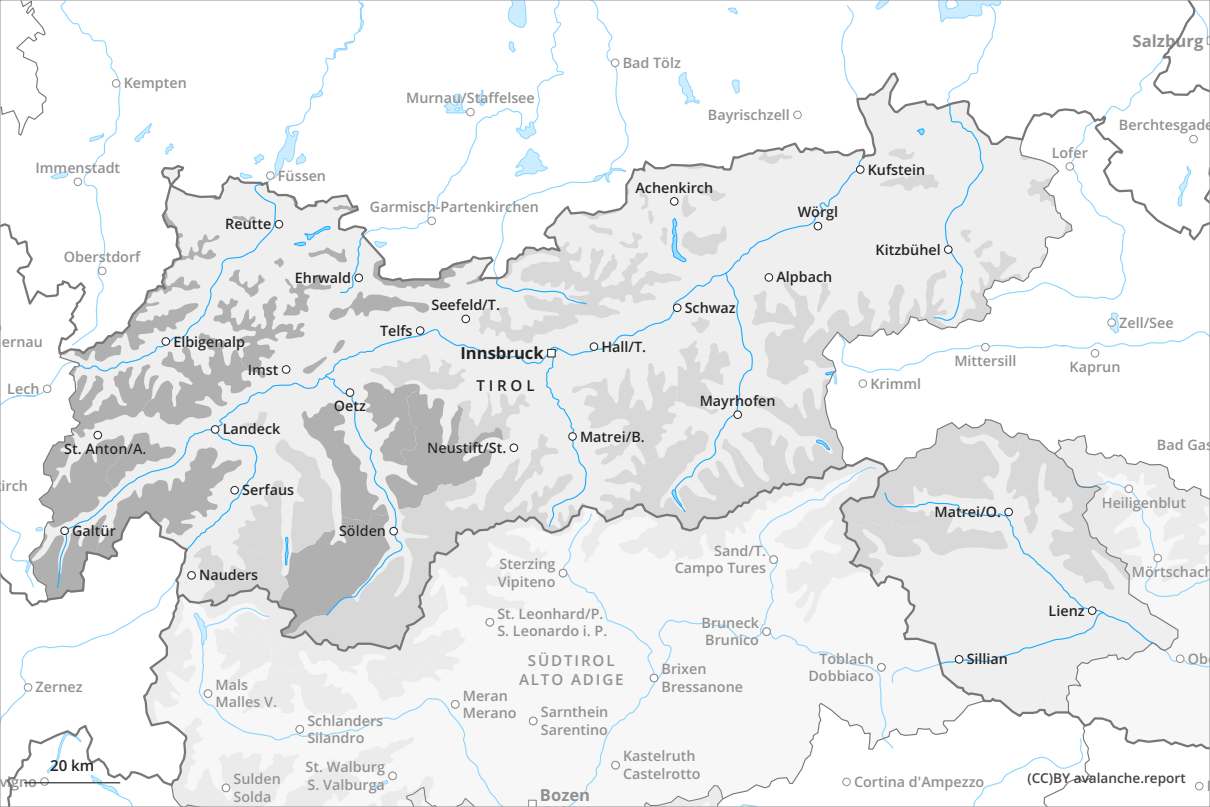 Salzburg
Bad Tölz
Kempten
Murnau/Staffelsee
Bayrischzell
Berchtesgade
Lofer
Immenstadt
Füssen
Kufstein
Achenkirch
Garmisch-Partenkirchen
Wörgl
Reutte
Kitzbühel
Oberstdorf
Ehrwald
Alpbach
Seefeld/T.
Schwaz
Zell/See
Telfs
ernau
Elbigenalp
Innsbruck
Hall/T.
Mittersill
Kaprun
Imst
TIROL
Krimml
Lech
Oetz
Mayrhofen
Landeck
Matrei/B.
St. Anton/A.
Neustift/St.
Bad Gas
irch
Serfaus
Heiligenblut
Matrei/O.
Galtür
Sölden
Sand/T.
Campo Tures
Sterzing
Vipiteno
Nauders
Mörtschach
St. Leonhard/P.
S. Leonardo i. P.
Lienz
Bruneck
Brunico
SÜDTIROL
ALTO ADIGE
Toblach
Dobbiaco
Sillian
Obe
Brixen
Bressanone
Zernez
Mals
Malles V.
Meran
Merano
Sarnthein
Sarentino
Schlanders
Silandro
Kastelruth
Castelrotto
St. Walburg
S. Valburga
20 km
vigno
Sulden
Solda
Cortina d'Ampezzo
(CC)BY avalanche.report
Bozen